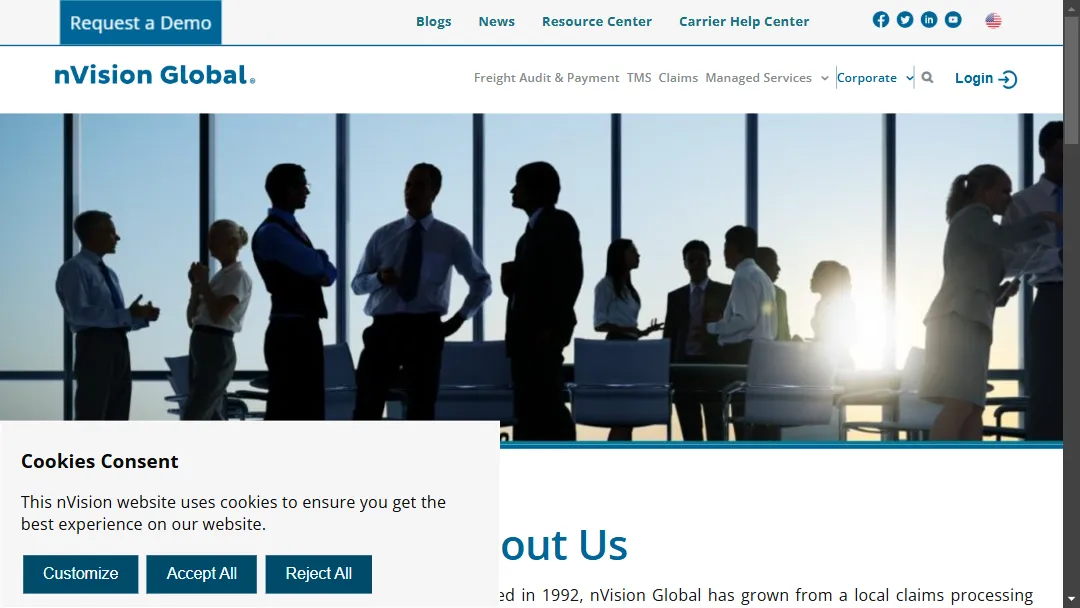 Request a Demo
Blogs News Resource Center Carrier Help Center
nVision Global®
Freight Audit & Payment TMS Claims Managed Services Corporate Login
Cookies Consent
This nVision website uses cookies to ensure you get the
best experience on our website.
Customize Accept All Reject All
out Us
ed in 1992, nVision Global has grown from a local claims processing